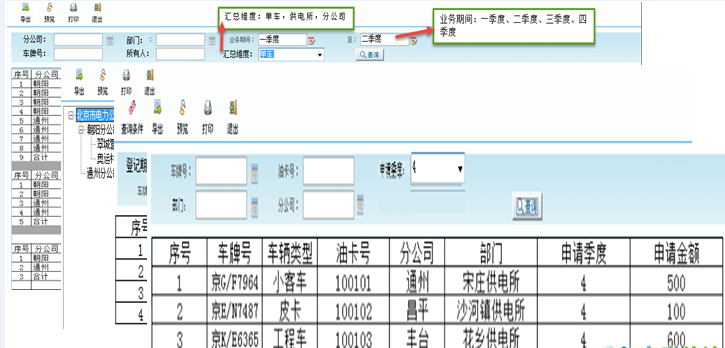 导出 预览 打印 退出
汇总维度：单车，供电所，分公司
业务期间：一季度、二季度、三季度、四季度
分公司： 部门： 业务期间： 一季度 至： 二季度
车牌号： 所有人： 汇总维度： 单车 查询
序号 分公司
1 朝阳
2 朝阳
3 朝阳
4 朝阳
5 通州
6 通州
7 通州
8 通州
9 合计
序号 分公司
1 朝阳
2 朝阳
3 通州
4 通州
5 合计
序号 分公司
1 朝阳
2 通州
3 合计
导出 预览 打印 退出
北京市电力公
朝阳分公
翠城
奥运村
通州分公
查询条件 导出 预览 打印 退出
登记期
车牌
序号
1
2
3
4
车牌号： 油卡号： 申请季度： 4
部门： 分公司： 查询
序号 车牌号 车辆类型 油卡号 分公司 部门 申请季度 申请金额
1 京G/F7964 小客车 100101 通州 宋庄供电所 4 500
2 京E/N7487 皮卡 100102 昌平 沙河镇供电所 4 100
3 京K/E6365 工程车 100103 丰台 花乡供电所 4 600